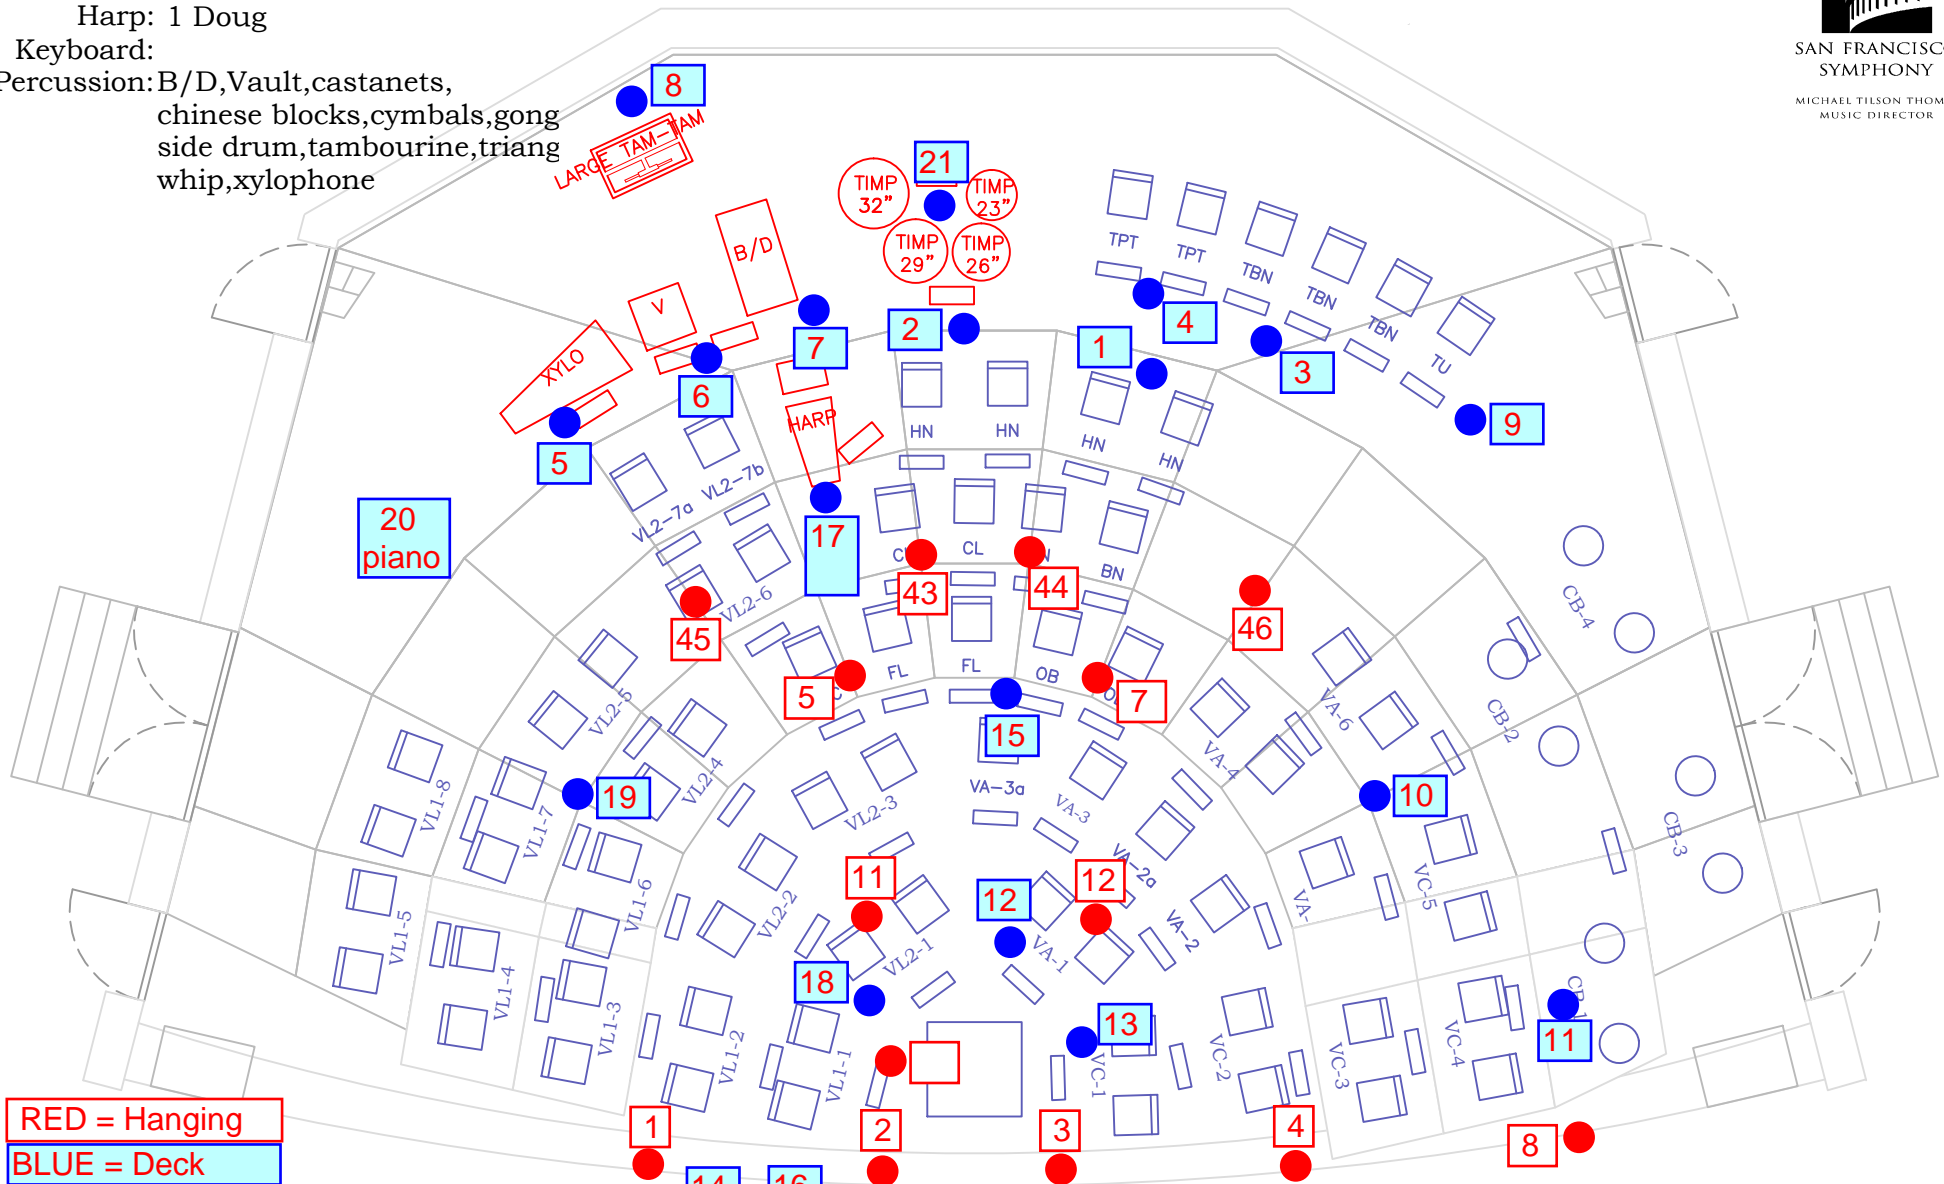 Harp: 1 Doug
Keyboard:
Percussion: B/D,Vault,castanets,
chinese blocks,cymbals,gong
side drum,tambourine,triang
whip,xylophone
SAN FRANCISC
SYMPHONY
MICHAEL TILSON THOM
MUSIC DIRECTOR
8
LARGE TAM-TAM
21
TIMP
32"
TIMP
23"
TIMP
29"
TIMP
26"
B/D
V
XYLO
HARP
TPT
TPT
TBN
TBN
TBN
TU
7
2
1
4
3
9
6
5
HN
HN
HN
HN
20
piano
17
VL2-7a
VL2-7b
VL2-6
CL
BN
43
44
45
46
5
7
FL
FL
OB
15
VL2-5
VL2-4
VL2-3
VA-3a
VA-3
VA-4
VA-6
CB-4
CB-2
CB-3
19
10
VL1-8
VL1-7
VL1-6
VL1-5
VL1-4
VL1-3
VL2-2
VL2-1
11
12
12
VA-2a
VA-2
VA-1
VA-
VC-5
18
13
11
VL1-2
VL1-1
VC-1
VC-2
VC-3
VC-4
1
2
3
4
8
RED = Hanging
BLUE = Deck
14
16